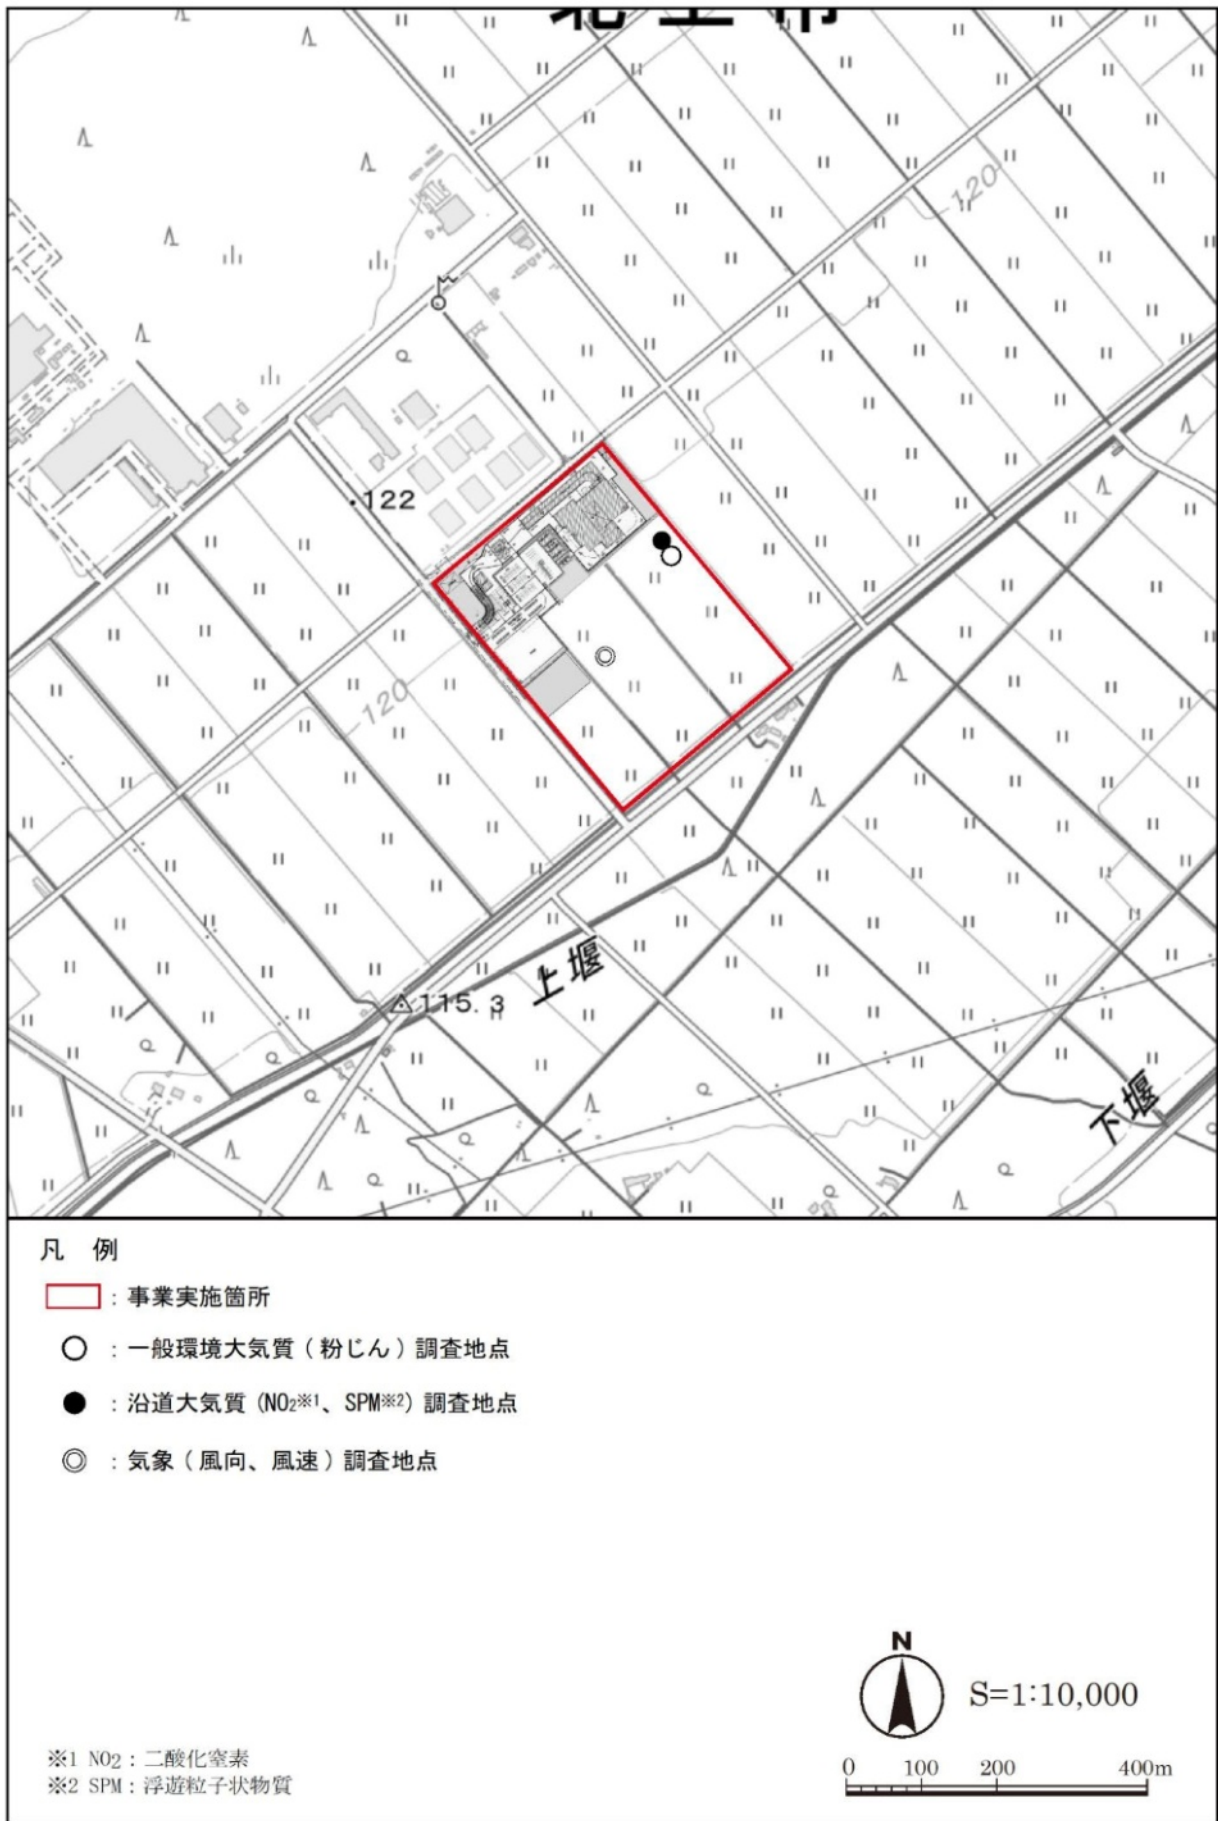 北上市
120
122
120
上堰
115.3
下堰
凡 例
: 事業実施箇所
: 一般環境大気質（粉じん）調査地点
: 沿道大気質 (NO₂※1、SPM※2) 調査地点
: 気象（風向、風速）調査地点
N
S=1:10,000
※1 NO₂ : 二酸化窒素
※2 SPM : 浮遊粒子状物質
0 100 200 400m